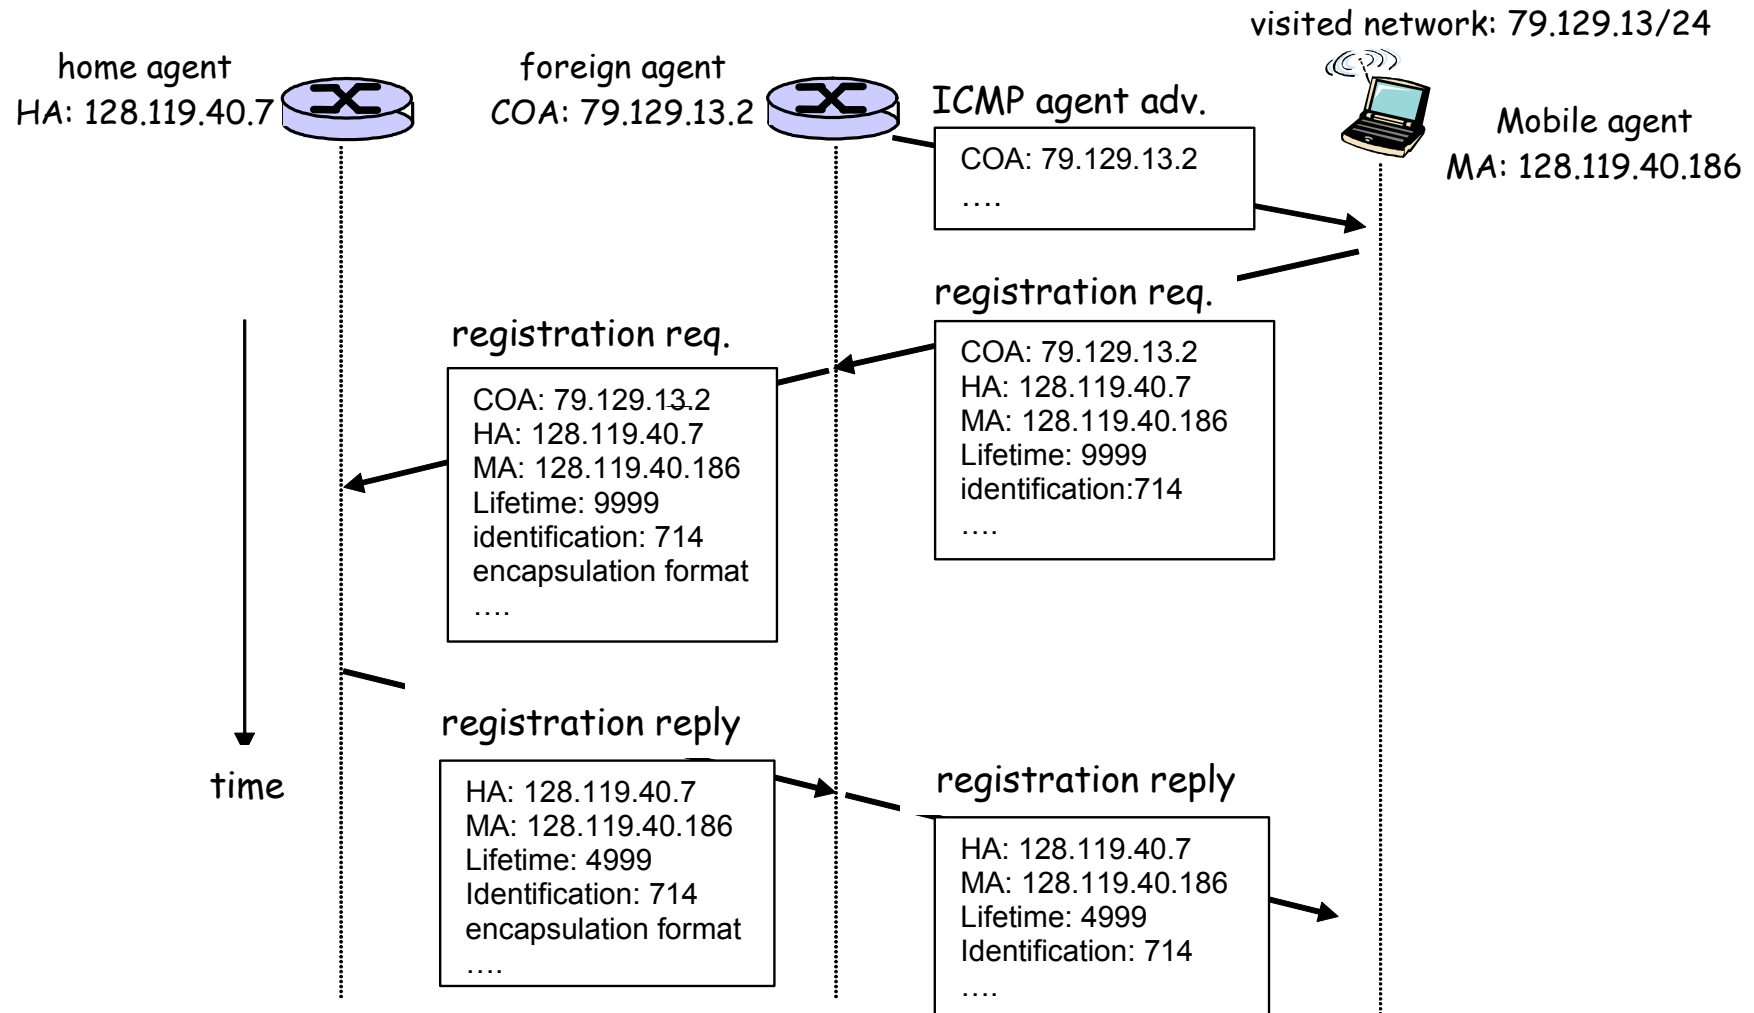 visited network: 79.129.13/24
home agent
HA: 128.119.40.7
foreign agent
COA: 79.129.13.2
ICMP agent adv.
COA: 79.129.13.2
….
Mobile agent
MA: 128.119.40.186
registration req.
COA: 79.129.13.2
HA: 128.119.40.7
MA: 128.119.40.186
Lifetime: 9999
identification:714
….
registration req.
COA: 79.129.13.2
HA: 128.119.40.7
MA: 128.119.40.186
Lifetime: 9999
identification: 714
encapsulation format
….
time
registration reply
HA: 128.119.40.7
MA: 128.119.40.186
Lifetime: 4999
Identification: 714
encapsulation format
….
registration reply
HA: 128.119.40.7
MA: 128.119.40.186
Lifetime: 4999
Identification: 714
….